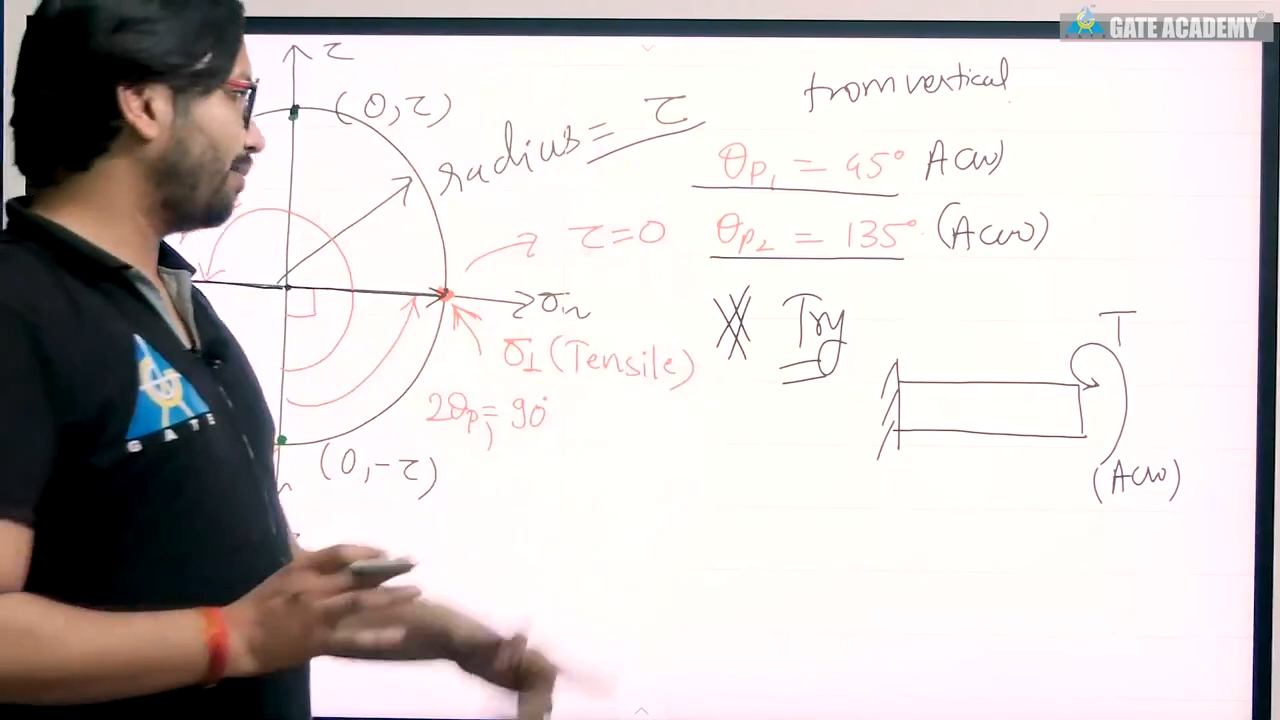 GATE ACADEMY
τ
(0, τ)
radius = τ
from vertical
θp₁ = 45° Acw
θp₂ = 135° (Acw)
τ=0
σn
σ1 (Tensile)
2θp₁ = 90°
(0, -τ)
Try
T
(Acw)
GATE